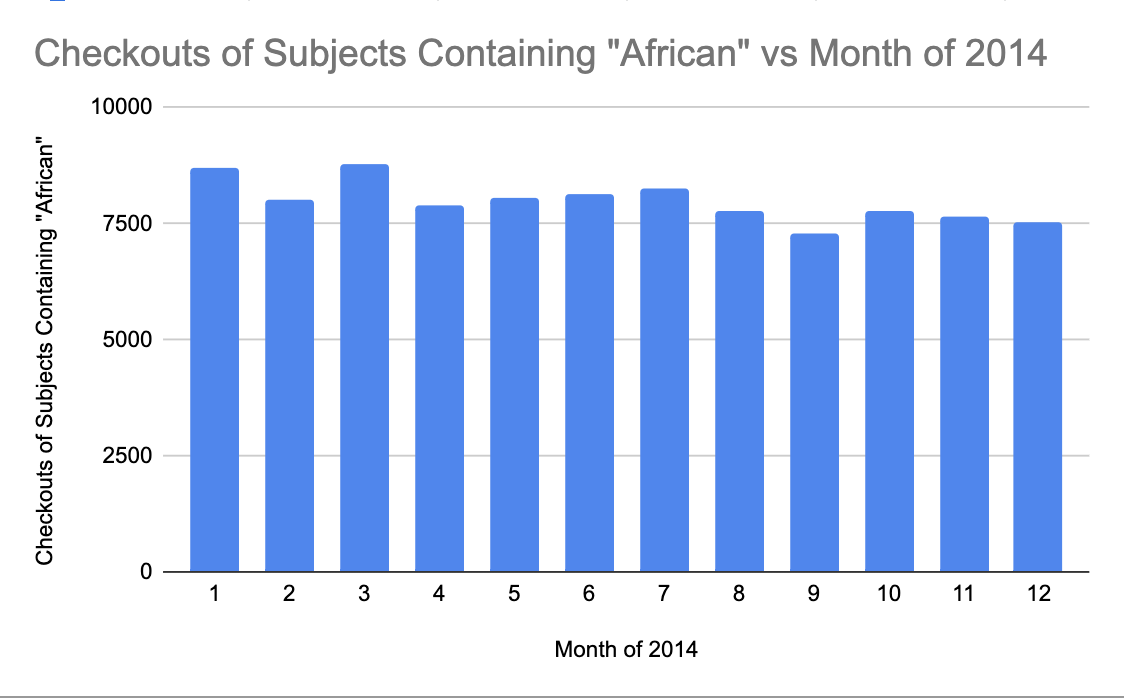 Checkouts of Subjects Containing "African" vs Month of 2014
Checkouts of Subjects Containing "African"
10000
7500
5000
2500
0
1 2 3 4 5 6 7 8 9 10 11 12
Month of 2014